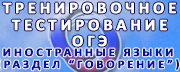 ТРЕНИРОВОЧНОЕ
ТЕСТИРОВАНИЕ
ОГЭ
ИНОСТРАННЫЕ ЯЗЫКИ
РАЗДЕЛ "ГОВОРЕНИЕ")